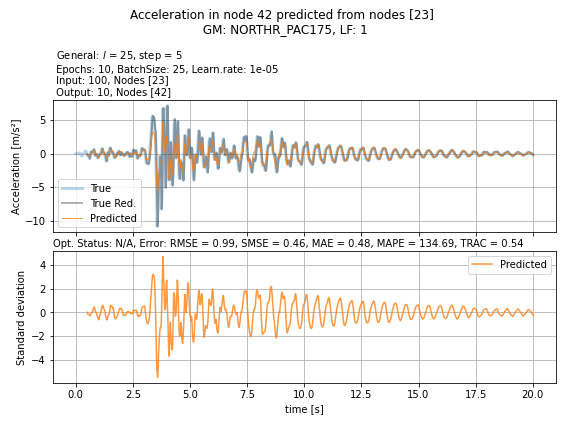 Acceleration in node 42 predicted from nodes [23]
GM: NORTHR_PAC175, LF: 1
General: l = 25, step = 5
Epochs: 10, BatchSize: 25, Learn.rate: 1e-05
Input: 100, Nodes [23]
Output: 10, Nodes [42]
Acceleration [m/s²]
5
0
−5
−10
True
True Red.
Predicted
Opt. Status: N/A, Error: RMSE = 0.99, SMSE = 0.46, MAE = 0.48, MAPE = 134.69, TRAC = 0.54
Standard deviation
4
2
0
−2
−4
Predicted
0.0 2.5 5.0 7.5 10.0 12.5 15.0 17.5 20.0
time [s]